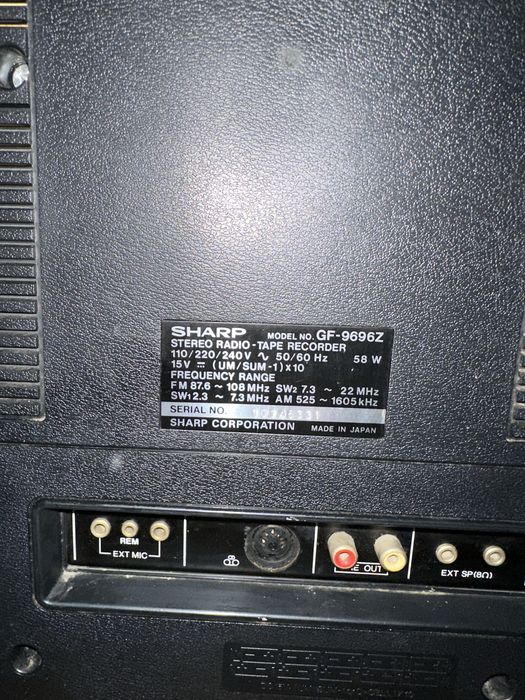 SHARP MODEL NO. GF-9696Z
STEREO RADIO-TAPE RECORDER
110/220/240V ∿ 50/60 Hz 58 W
15V ⎓ (UM/SUM-1)×10
FREQUENCY RANGE
FM 87.6 ~ 108 MHz SW2 7.3 ~ 22 MHz
SW1 2.3 ~ 7.3 MHz AM 525 ~ 1605 kHz
SERIAL NO.
SHARP CORPORATION MADE IN JAPAN
REM
EXT MIC
OUT
EXT SP(8Ω)